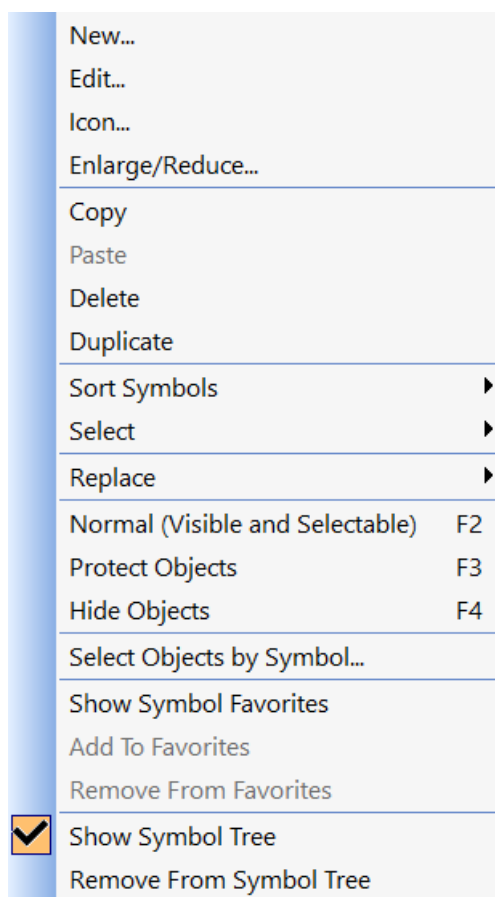 New...
Edit...
Icon...
Enlarge/Reduce...
Copy
Paste
Delete
Duplicate
Sort Symbols
Select
Replace
Normal (Visible and Selectable) F2
Protect Objects F3
Hide Objects F4
Select Objects by Symbol...
Show Symbol Favorites
Add To Favorites
Remove From Favorites
Show Symbol Tree
Remove From Symbol Tree